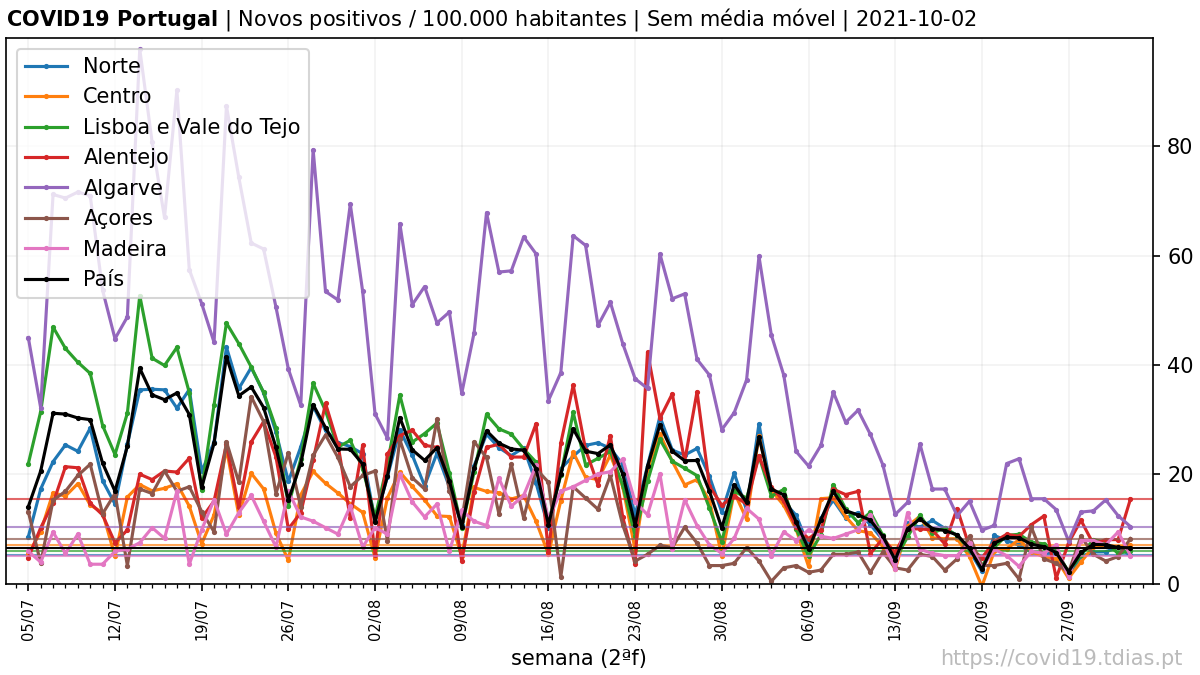 COVID19 Portugal | Novos positivos / 100.000 habitantes | Sem média móvel | 2021-10-02
Norte
Centro
Lisboa e Vale do Tejo
Alentejo
Algarve
Açores
Madeira
País
80
60
40
20
0
05/07
12/07
19/07
26/07
02/08
09/08
16/08
23/08
30/08
06/09
13/09
20/09
27/09
semana (2ªf)
https://covid19.tdias.pt